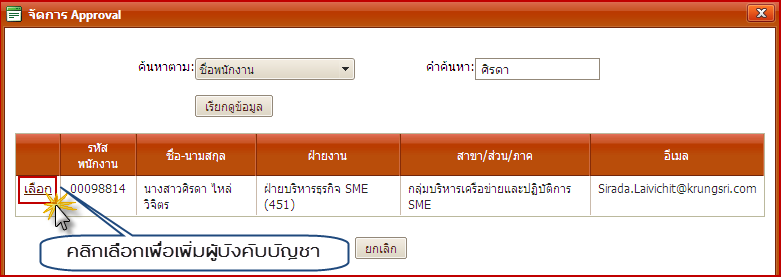 จัดการ Approval
ค้นหาตาม: ชื่อพนักงาน คำค้นหา: ศิรดา
เรียกดูข้อมูล
รหัส
พนักงาน ชื่อ-นามสกุล ฝ่ายงาน สาขา/ส่วน/ภาค อีเมล
เลือก 00098814 นางสาวศิรดา ไหล่ ฝ่ายบริหารธุรกิจ SME กลุ่มบริหารเครือข่ายและปฏิบัติการ Sirada.Laivichit@krungsri.com
วิจิตร (451) SME
คลิกเลือกเพื่อเพิ่มผู้บังคับบัญชา ยกเลิก